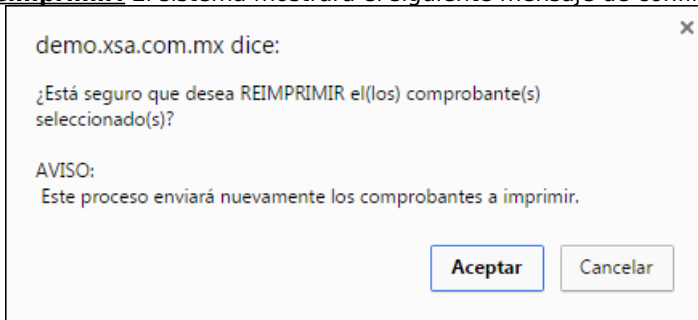 demo.xsa.com.mx dice:
¿Está seguro que desea REIMPRIMIR el(los) comprobante(s)
seleccionado(s)?
AVISO:
Este proceso enviará nuevamente los comprobantes a imprimir.
Aceptar Cancelar